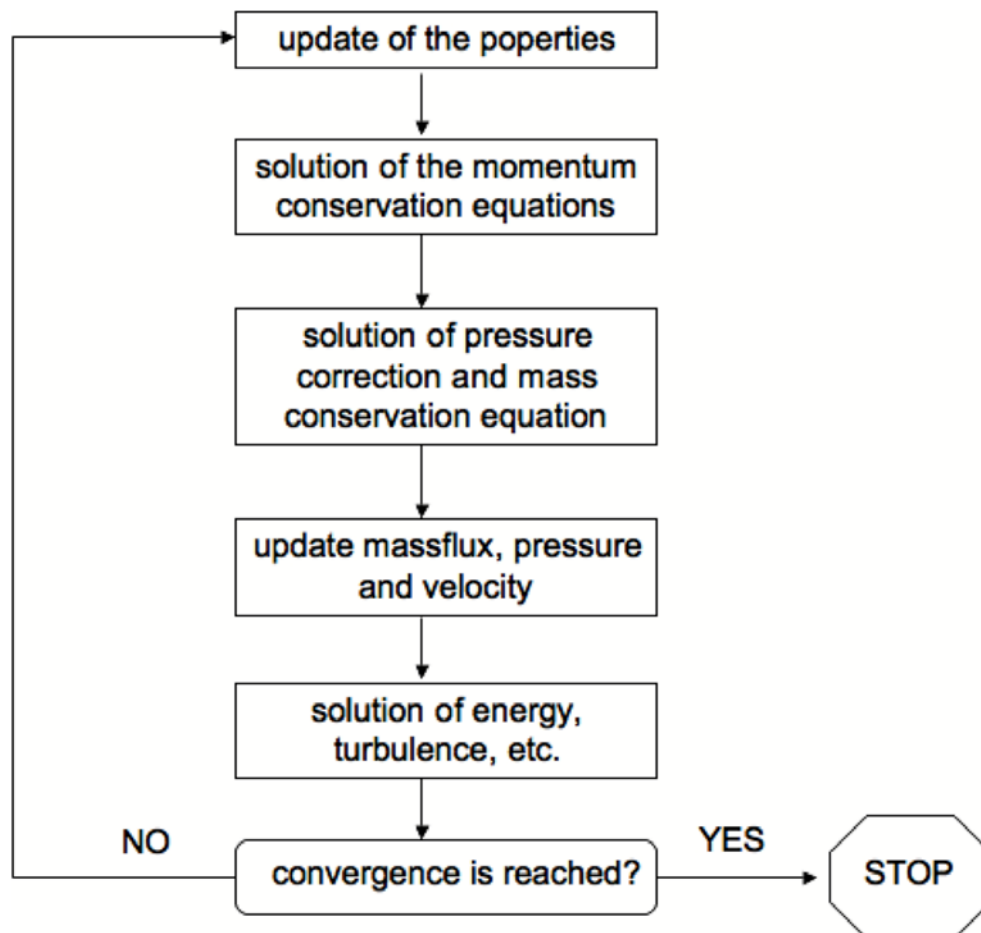 update of the poperties
solution of the momentum
conservation equations
solution of pressure
correction and mass
conservation equation
update massflux, pressure
and velocity
solution of energy,
turbulence, etc.
NO
YES
convergence is reached?
STOP